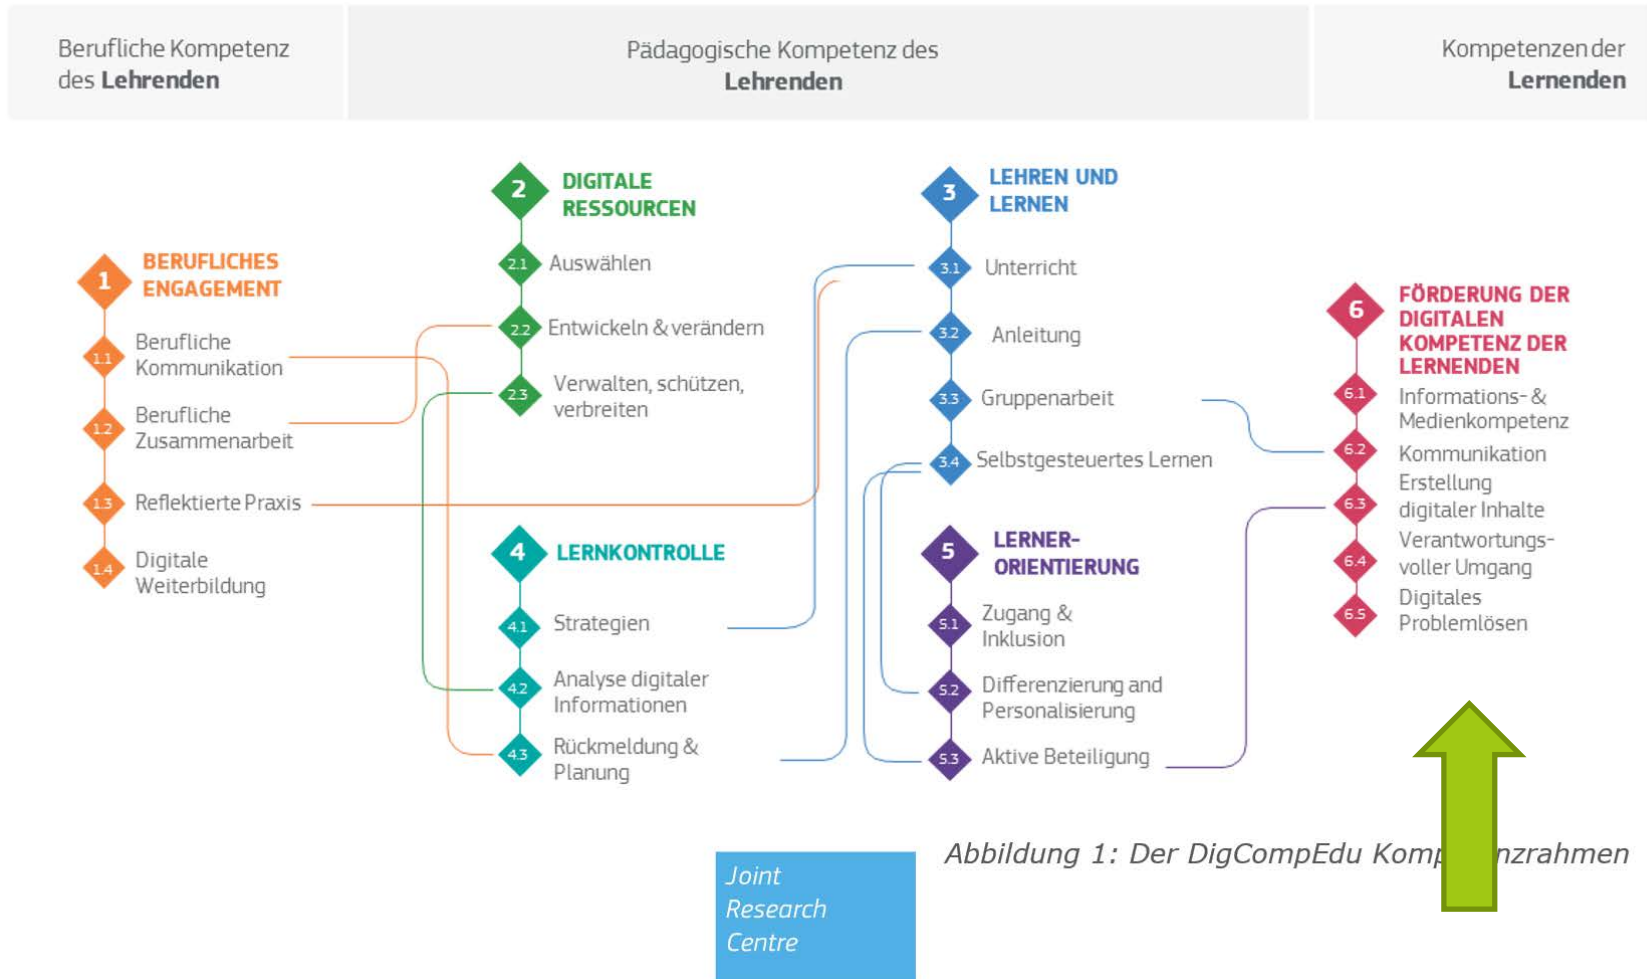 Berufliche Kompetenz
des Lehrenden
Pädagogische Kompetenz des
Lehrenden
Kompetenzen der
Lernenden
1
BERUFLICHES
ENGAGEMENT
1.1
Berufliche
Kommunikation
1.2
Berufliche
Zusammenarbeit
1.3
Reflektierte Praxis
1.4
Digitale
Weiterbildung
2
DIGITALE
RESSOURCEN
2.1
Auswählen
2.2
Entwickeln & verändern
2.3
Verwalten, schützen,
verbreiten
4
LERNKONTROLLE
4.1
Strategien
4.2
Analyse digitaler
Informationen
4.3
Rückmeldung &
Planung
3
LEHREN UND
LERNEN
3.1
Unterricht
3.2
Anleitung
3.3
Gruppenarbeit
3.4
Selbstgesteuertes Lernen
5
LERNER-
ORIENTIERUNG
5.1
Zugang &
Inklusion
5.2
Differenzierung and
Personalisierung
5.3
Aktive Beteiligung
6
FÖRDERUNG DER
DIGITALEN
KOMPETENZ DER
LERNENDEN
6.1
Informations- &
Medienkompetenz
6.2
Kommunikation
6.3
Erstellung
digitaler Inhalte
6.4
Verantwortungs-
voller Umgang
6.5
Digitales
Problemlösen
Abbildung 1: Der DigCompEdu Komp nzrahmen
Joint
Research
Centre